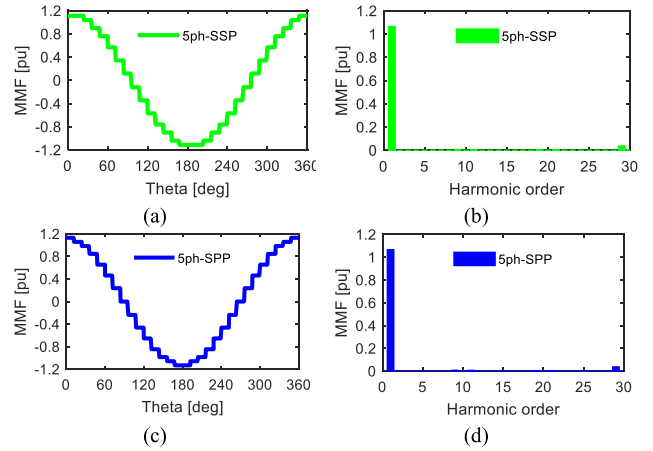 1.2
0.8
0.4
0
-0.4
-0.8
-1.2
MMF [pu]
5ph-SSP
0 60 120 180 240 300 36
Theta [deg]
(a)
1.2
1
0.8
0.6
0.4
0.2
0
MMF [pu]
5ph-SSP
0 5 10 15 20 25 30
Harmonic order
(b)
1.2
0.8
0.4
0
-0.4
-0.8
-1.2
MMF [pu]
5ph-SPP
0 60 120 180 240 300 360
Theta [deg]
(c)
1.2
1
0.8
0.6
0.4
0.2
0
MMF [pu]
5ph-SPP
0 5 10 15 20 25 30
Harmonic order
(d)